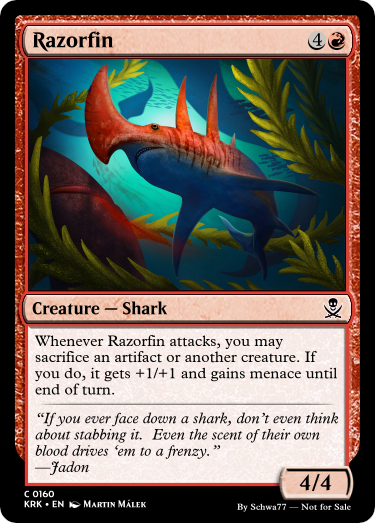 Razorfin 4
Creature — Shark
Whenever Razorfin attacks, you may
sacrifice an artifact or another creature. If
you do, it gets +1/+1 and gains menace until
end of turn.
“If you ever face down a shark, don’t even think
about stabbing it.  Even the scent of their own
blood drives ‘em to a frenzy.”
—Jadon
4/4
C 0160
KRK • EN Martin Málek
By Schwa77 — Not for Sale